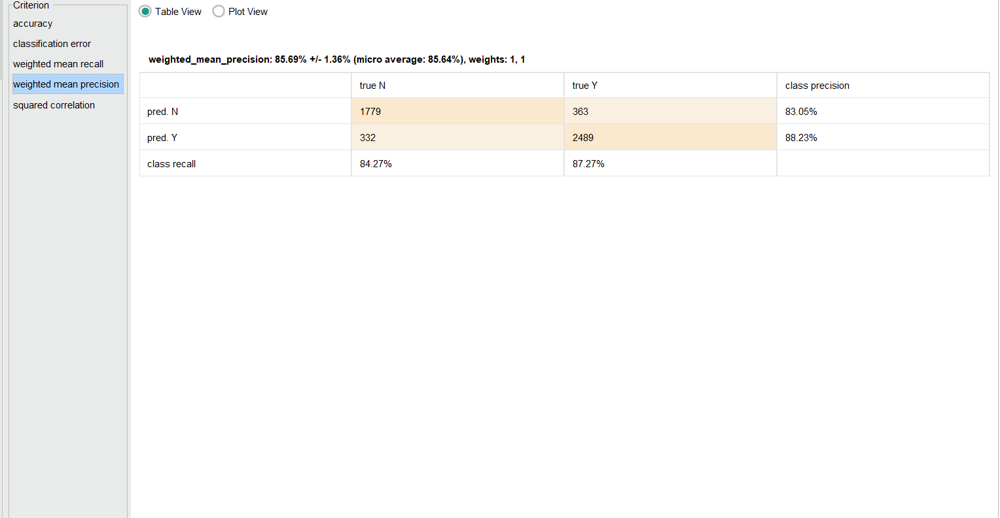 Criterion
accuracy
classification error
weighted mean recall
weighted mean precision
squared correlation
Table View Plot View
weighted_mean_precision: 85.69% +/- 1.36% (micro average: 85.64%), weights: 1, 1
true N true Y class precision
pred. N 1779 363 83.05%
pred. Y 332 2489 88.23%
class recall 84.27% 87.27%